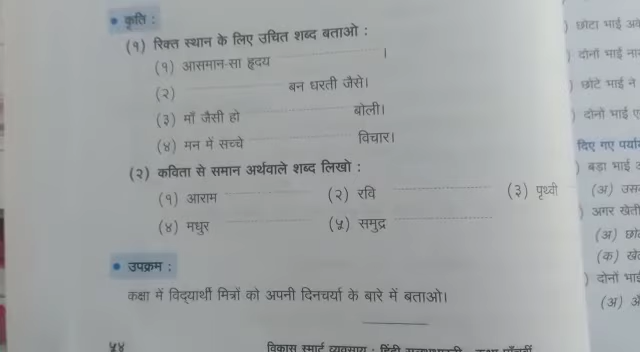 कृति :
(१) रिक्त स्थान के लिए उचित शब्द बताओ :
(१) आसमान-सा हृदय ।
(२) बन धरती जैसे।
(३) माँ जैसी हो बोली।
(४) मन में सच्चे विचार।
(२) कविता से समान अर्थवाले शब्द लिखो :
(१) आराम (२) रवि (३) पृथ्वी
(४) मधुर (५) समुद्र
उपक्रम :
कक्षा में विद्यार्थी मित्रों को अपनी दिनचर्या के बारे में बताओ।
५४ विकास स्मार्ट व्यवसाय : हिंदी
) छोटा भाई
) दोनों भाई
) छोटे भाई ने
) दोनों भाई
दिए गए
) बड़ा भाई
(अ)
) अगर खेती
(अ)
(क)
) दोनों भाई
(अ)